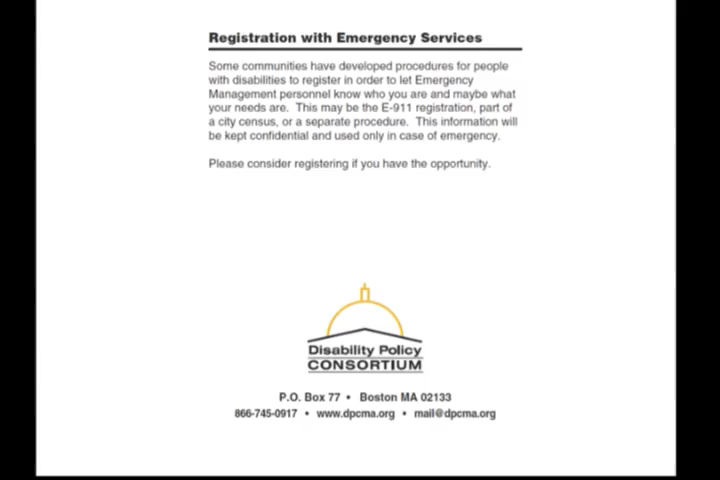 Registration with Emergency Services
Some communities have developed procedures for people
with disabilities to register in order to let Emergency
Management personnel know who you are and maybe what
your needs are.  This may be the E-911 registration, part of
a city census, or a separate procedure.  This information will
be kept confidential and used only in case of emergency.
Please consider registering if you have the opportunity.
Disability Policy
CONSORTIUM
P.O. Box 77 • Boston MA 02133
866-745-0917 • www.dpcma.org • mail@dpcma.org